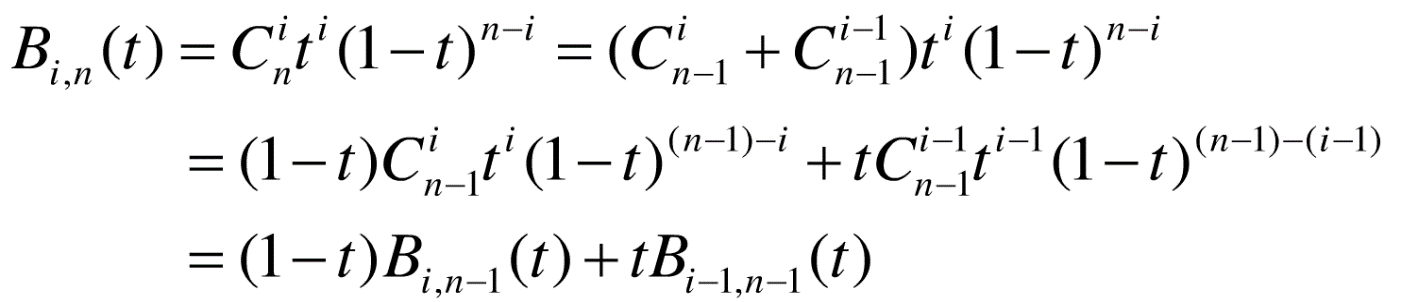 $B_{i,n}(t) = C_n^i t^i (1-t)^{n-i} = (C_{n-1}^i + C_{n-1}^{i-1}) t^i (1-t)^{n-i}$
$= (1-t) C_{n-1}^i t^i (1-t)^{(n-1)-i} + t C_{n-1}^{i-1} t^{i-1} (1-t)^{(n-1)-(i-1)}$
$= (1-t) B_{i,n-1}(t) + t B_{i-1,n-1}(t)$